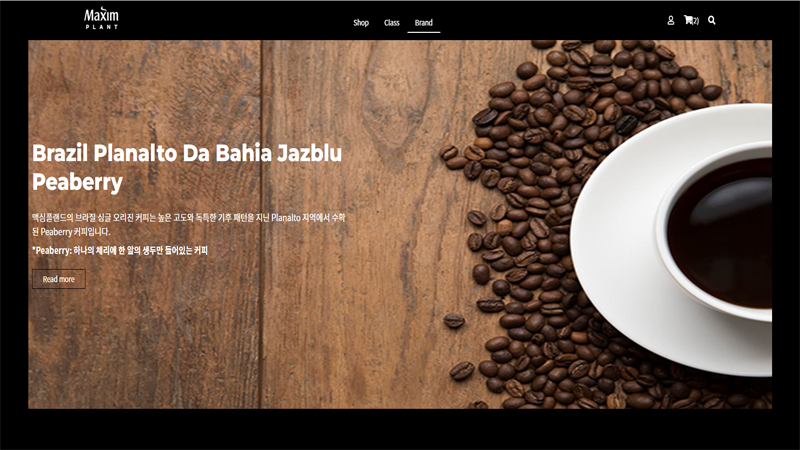 Maxim
PLANT
Shop Class Brand (7)
Brazil Planalto Da Bahia Jazblu
Peaberry
맥심플랜드의 브라질 싱글 오리진 커피는 높은 고도와 독특한 기후 패턴을 지닌 Planalto 지역에서 수확
된 Peaberry 커피입니다.
*Peaberry: 하나의 체리에 한 알의 생두만 들어있는 커피
Read more